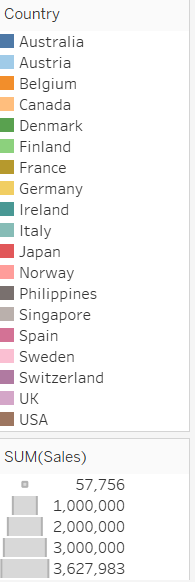 Country
Australia
Austria
Belgium
Canada
Denmark
Finland
France
Germany
Ireland
Italy
Japan
Norway
Philippines
Singapore
Spain
Sweden
Switzerland
UK
USA
SUM(Sales)
57,756
1,000,000
2,000,000
3,000,000
3,627,983